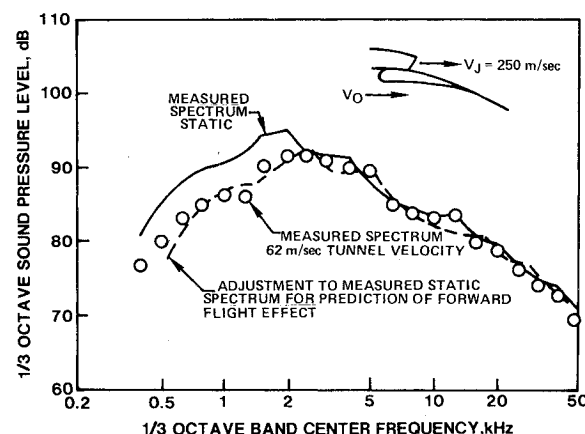 110
100
90
80
70
60
1/3 OCTAVE SOUND PRESSURE LEVEL, dB
V_J = 250 m/sec
V_O
MEASURED
SPECTRUM
STATIC
MEASURED SPECTRUM
62 m/sec TUNNEL VELOCITY
ADJUSTMENT TO MEASURED STATIC
SPECTRUM FOR PREDICTION OF FORWARD
FLIGHT EFFECT
0.2 0.5 1 2 5 10 20 50
1/3 OCTAVE BAND CENTER FREQUENCY,kHz